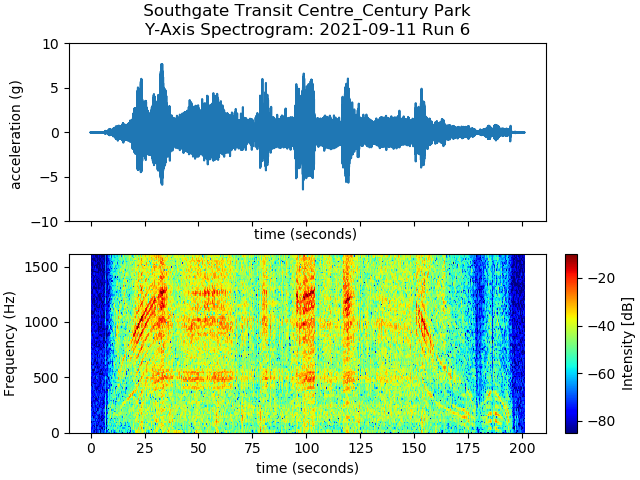 Southgate Transit Centre_Century Park
Y-Axis Spectrogram: 2021-09-11 Run 6
acceleration (g)
10
5
0
−5
−10
time (seconds)
Frequency (Hz)
1500
1000
500
0
0 25 50 75 100 125 150 175 200
time (seconds)
−20
−40
−60
−80
Intensity [dB]